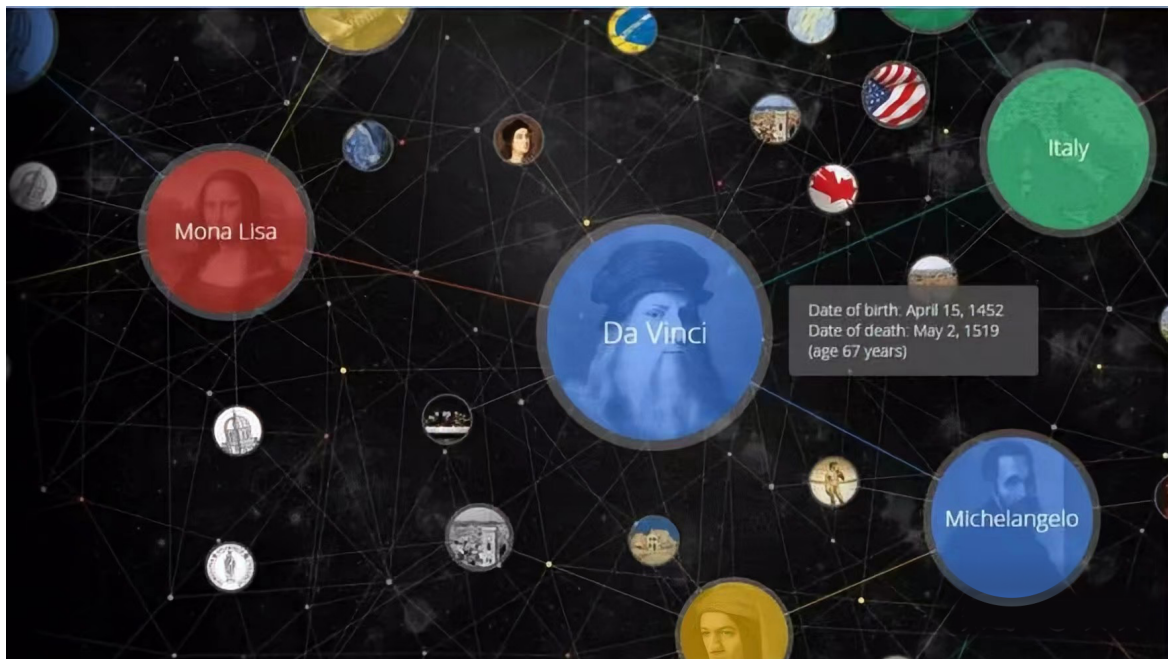 Italy
Mona Lisa
Da Vinci
Date of birth: April 15, 1452
Date of death: May 2, 1519
(age 67 years)
Michelangelo